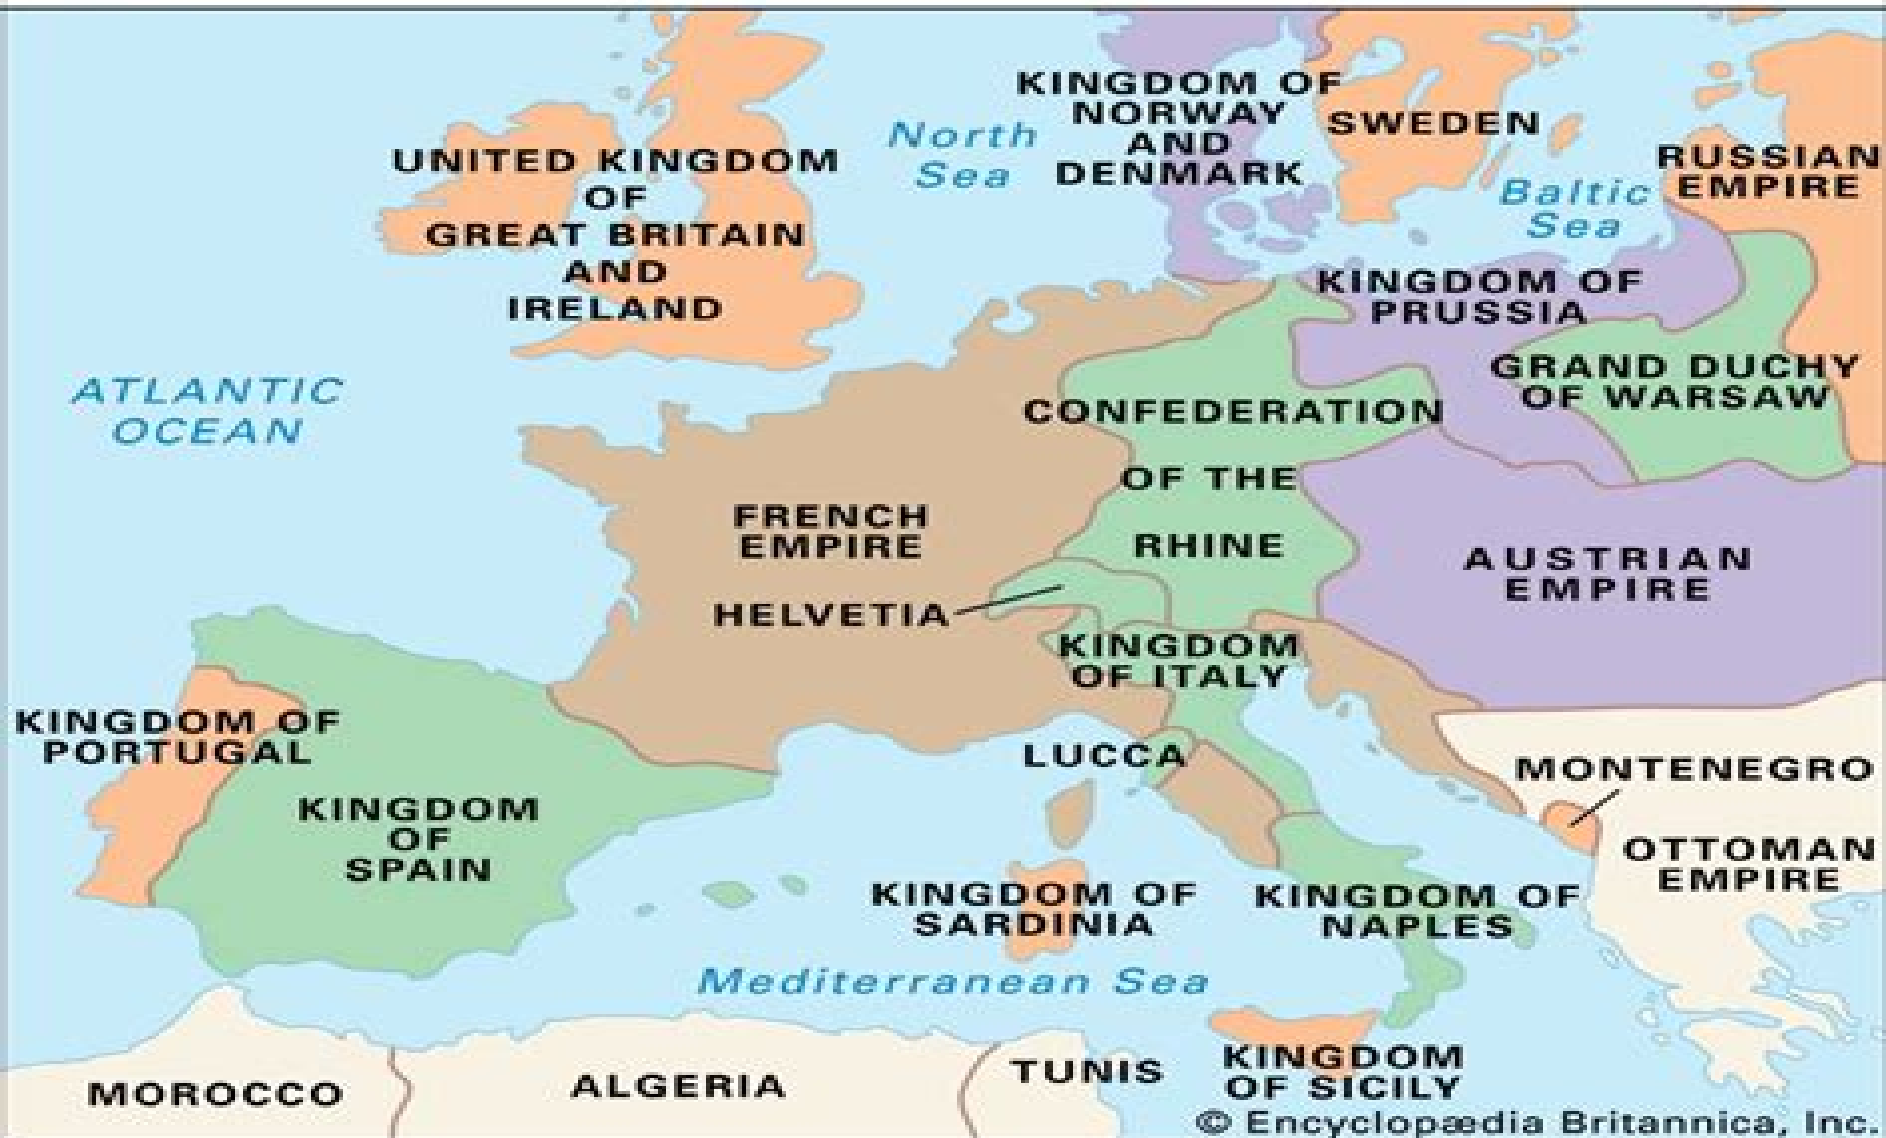 KINGDOM OF
NORWAY
AND
DENMARK
SWEDEN
North
Sea
RUSSIAN
EMPIRE
UNITED KINGDOM
OF
GREAT BRITAIN
AND
IRELAND
Baltic
Sea
KINGDOM OF
PRUSSIA
GRAND DUCHY
OF WARSAW
ATLANTIC
OCEAN
CONFEDERATION
OF THE
RHINE
FRENCH
EMPIRE
AUSTRIAN
EMPIRE
HELVETIA
KINGDOM
OF ITALY
KINGDOM OF
PORTUGAL
LUCCA
MONTENEGRO
KINGDOM
OF
SPAIN
OTTOMAN
EMPIRE
KINGDOM OF
SARDINIA
KINGDOM OF
NAPLES
Mediterranean Sea
KINGDOM
OF SICILY
TUNIS
ALGERIA
MOROCCO
© Encyclopædia Britannica, Inc.